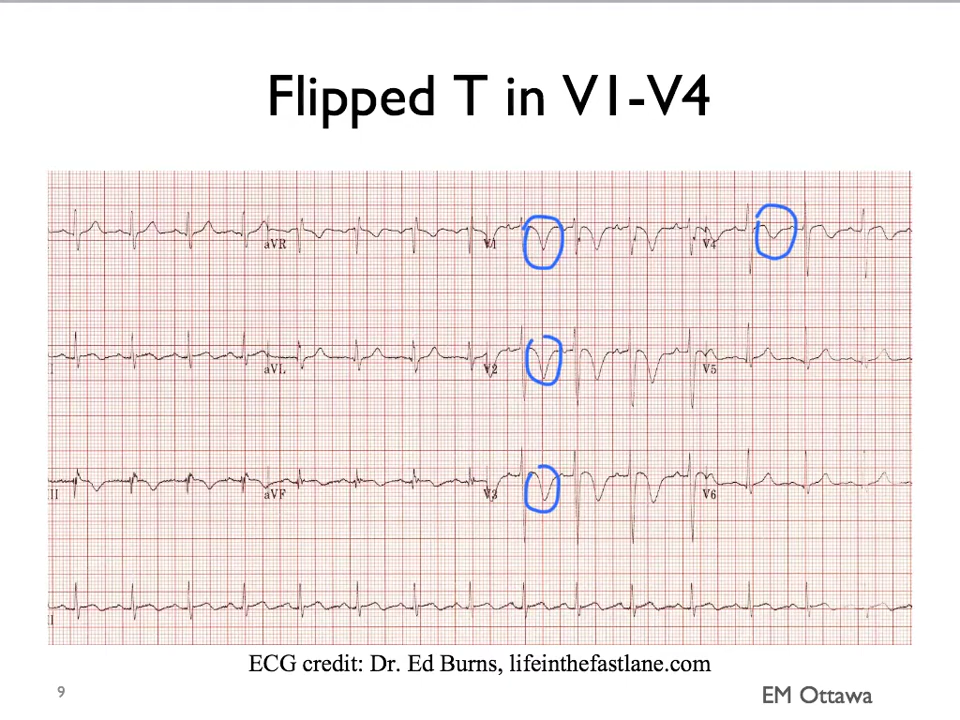 Flipped T in V1-V4
aVR
V1
V4
I
aVL
V2
V5
III
aVF
V3
V6
II
ECG credit: Dr. Ed Burns, lifeinthefastlane.com
9
EM Ottawa